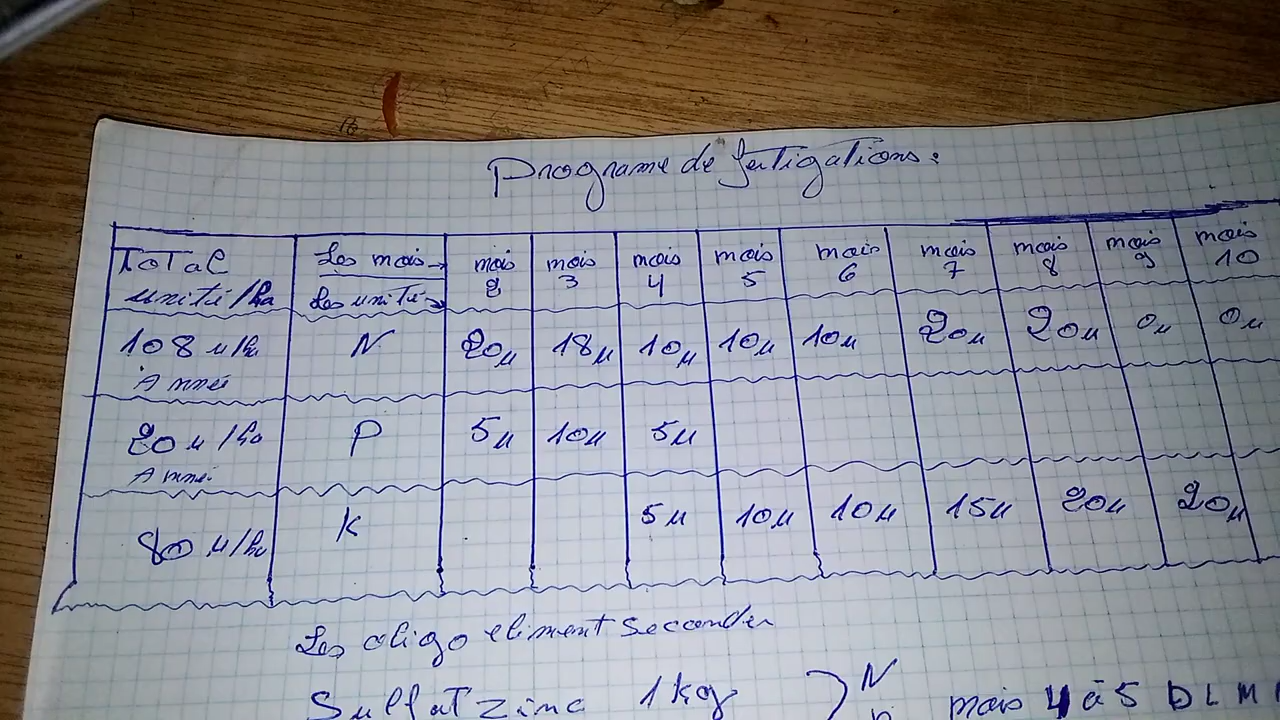 Programe de fertigations:
Total unité/ha | Les mois → Les unités → | mois 2 | mois 3 | mois 4 | mois 5 | mois 6 | mois 7 | mois 8 | mois 9 | mois 10
108 u/ha Année | N | 20u | 18u | 10u | 10u | 10u | 20u | 20u | 0u | 0u
20 u/ha Année | P | 5u | 10u | 5u
80 u/ha | K | 5u | 10u | 10u | 15u | 20u | 20u
Les oligo eliment seconder
Sulfat zinc 1kg ) N mois 4 à 5